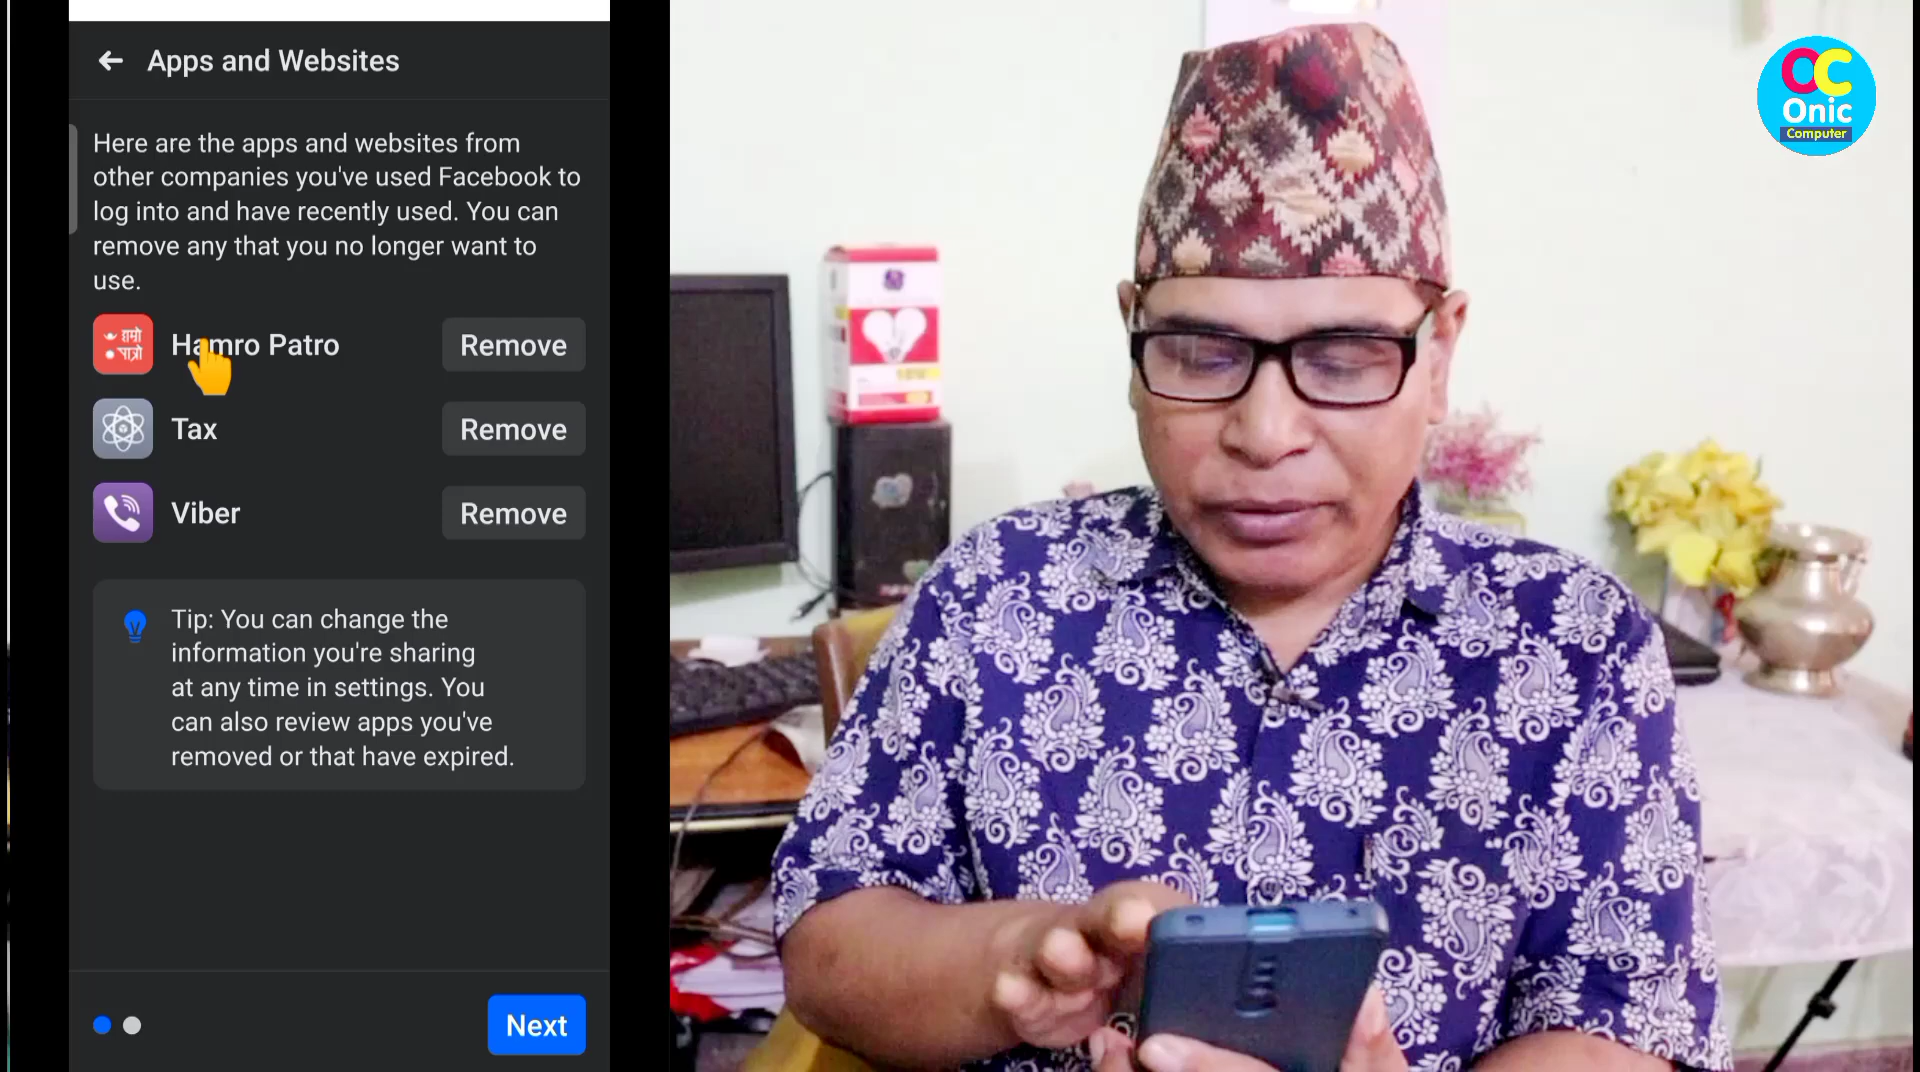 Apps and Websites
Here are the apps and websites from
other companies you've used Facebook to
log into and have recently used. You can
remove any that you no longer want to
use.
हाम्रो
पात्रो
Hamro Patro
Remove
Tax
Remove
Viber
Remove
Tip: You can change the
information you're sharing
at any time in settings. You
can also review apps you've
removed or that have expired.
Next
OC
Onic
Computer